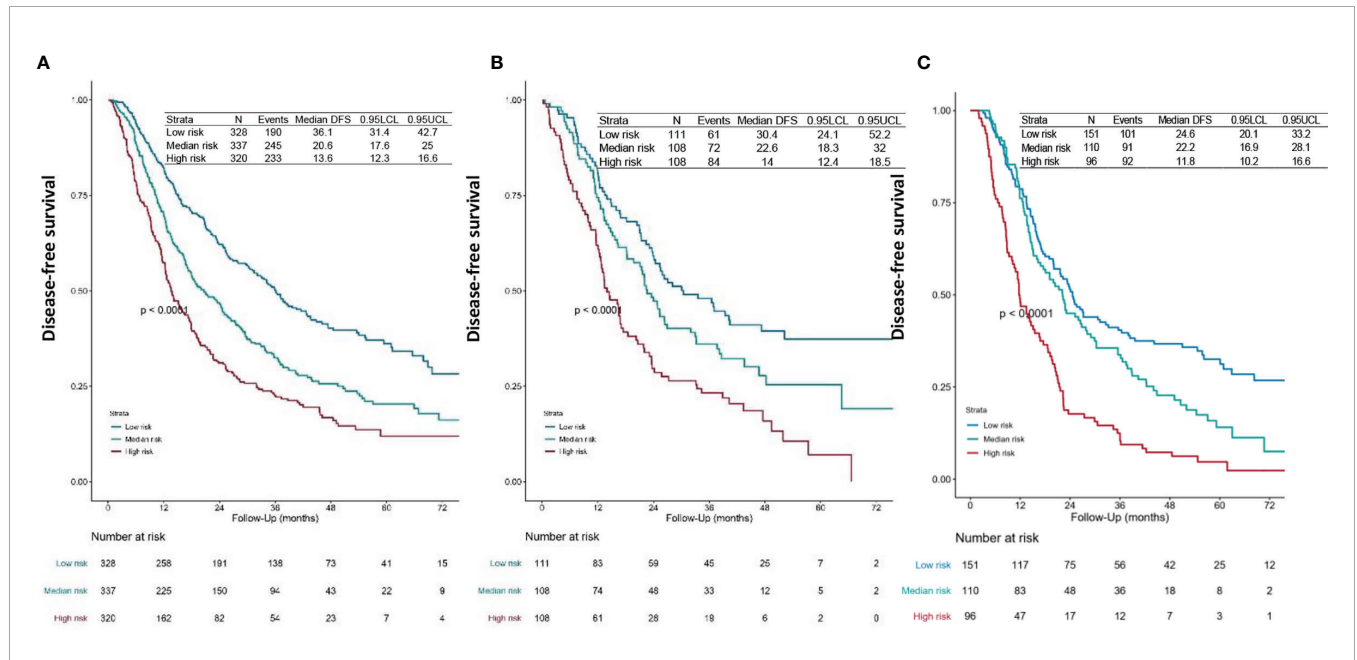 A
Strata N Events Median DFS 0.95LCL 0.95UCL
Low risk 328 190 36.1 31.4 42.7
Median risk 337 245 20.6 17.6 25
High risk 320 233 13.6 12.3 16.6
Disease-free survival
1.00
0.75
0.50
0.25
0.00
p < 0.0001
Strata
Low risk
Median risk
High risk
0 12 24 36 48 60 72
Follow-Up (months)
Number at risk
Low risk 328 258 191 138 73 41 15
Median risk 337 225 150 94 43 22 9
High risk 320 162 82 54 23 7 4
B
Strata N Events Median DFS 0.95LCL 0.95UCL
Low risk 111 61 30.4 24.1 52.2
Median risk 108 72 22.6 18.3 32
High risk 108 84 14 12.4 18.5
Disease-free survival
1.00
0.75
0.50
0.25
0.00
p < 0.0001
Strata
Low risk
Median risk
High risk
0 12 24 36 48 60 72
Follow-Up (months)
Number at risk
Low risk 111 83 59 45 25 7 2
Median risk 108 74 48 33 12 5 2
High risk 108 61 28 19 6 2 0
C
Strata N Events Median DFS 0.95LCL 0.95UCL
Low risk 151 101 24.6 20.1 33.2
Median risk 110 91 22.2 16.9 28.1
High risk 96 92 11.8 10.2 16.6
Disease-free survival
1.00
0.75
0.50
0.25
0.00
p < 0.0001
Strata
Low risk
Median risk
High risk
0 12 24 36 48 60 72
Follow-Up (months)
Number at risk
Low risk 151 117 75 56 42 25 12
Median risk 110 83 48 36 18 8 2
High risk 96 47 17 12 7 3 1